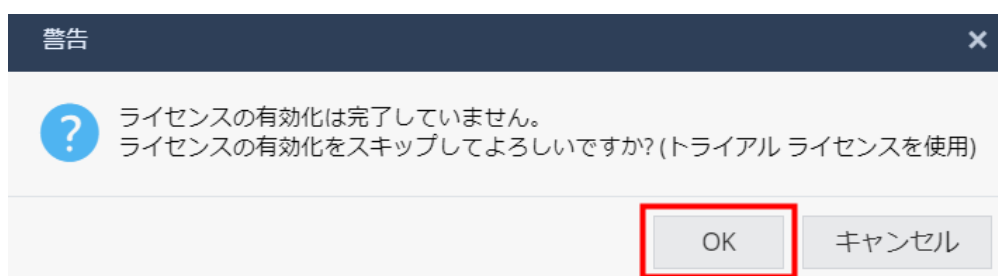 警告
ライセンスの有効化は完了していません。
ライセンスの有効化をスキップしてよろしいですか? (トライアル ライセンスを使用)
OK キャンセル